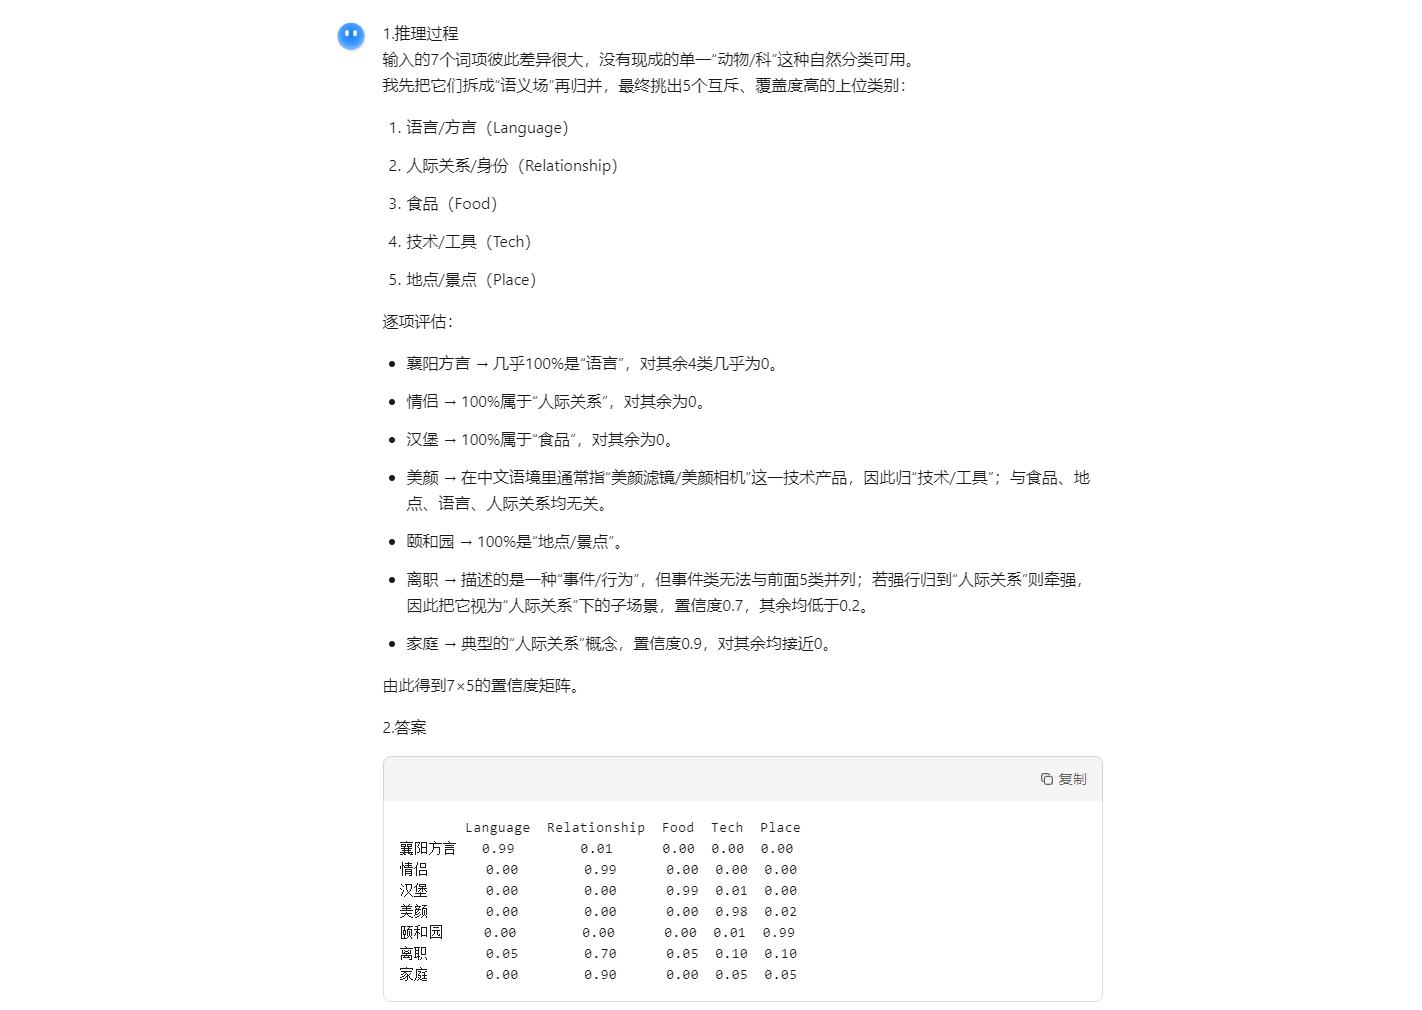 1.推理过程
输入的7个词项彼此差异很大，没有现成的单一“动物/科”这种自然分类可用。
我先把它们拆成“语义场”再归并，最终挑出5个互斥、覆盖度高的上位类别：
1. 语言/方言（Language）
2. 人际关系/身份（Relationship）
3. 食品（Food）
4. 技术/工具（Tech）
5. 地点/景点（Place）
逐项评估：
• 襄阳方言 → 几乎100%是“语言”，对其余4类几乎为0。
• 情侣 → 100%属于“人际关系”，对其余为0。
• 汉堡 → 100%属于“食品”，对其余为0。
• 美颜 → 在中文语境里通常指“美颜滤镜/美颜相机”这一技术产品，因此归“技术/工具”；与食品、地
点、语言、人际关系均无关。
• 颐和园 → 100%是“地点/景点”。
• 离职 → 描述的是一种“事件/行为”，但事件类无法与前面5类并列；若强行归到“人际关系”则牵强，
因此把它视为“人际关系”下的子场景，置信度0.7，其余均低于0.2。
• 家庭 → 典型的“人际关系”概念，置信度0.9，对其余均接近0。
由此得到7×5的置信度矩阵。
2.答案
复制
Language Relationship Food Tech Place
襄阳方言 0.99 0.01 0.00 0.00 0.00
情侣 0.00 0.99 0.00 0.00 0.00
汉堡 0.00 0.00 0.99 0.01 0.00
美颜 0.00 0.00 0.00 0.98 0.02
颐和园 0.00 0.00 0.00 0.01 0.99
离职 0.05 0.70 0.05 0.10 0.10
家庭 0.00 0.90 0.00 0.05 0.05